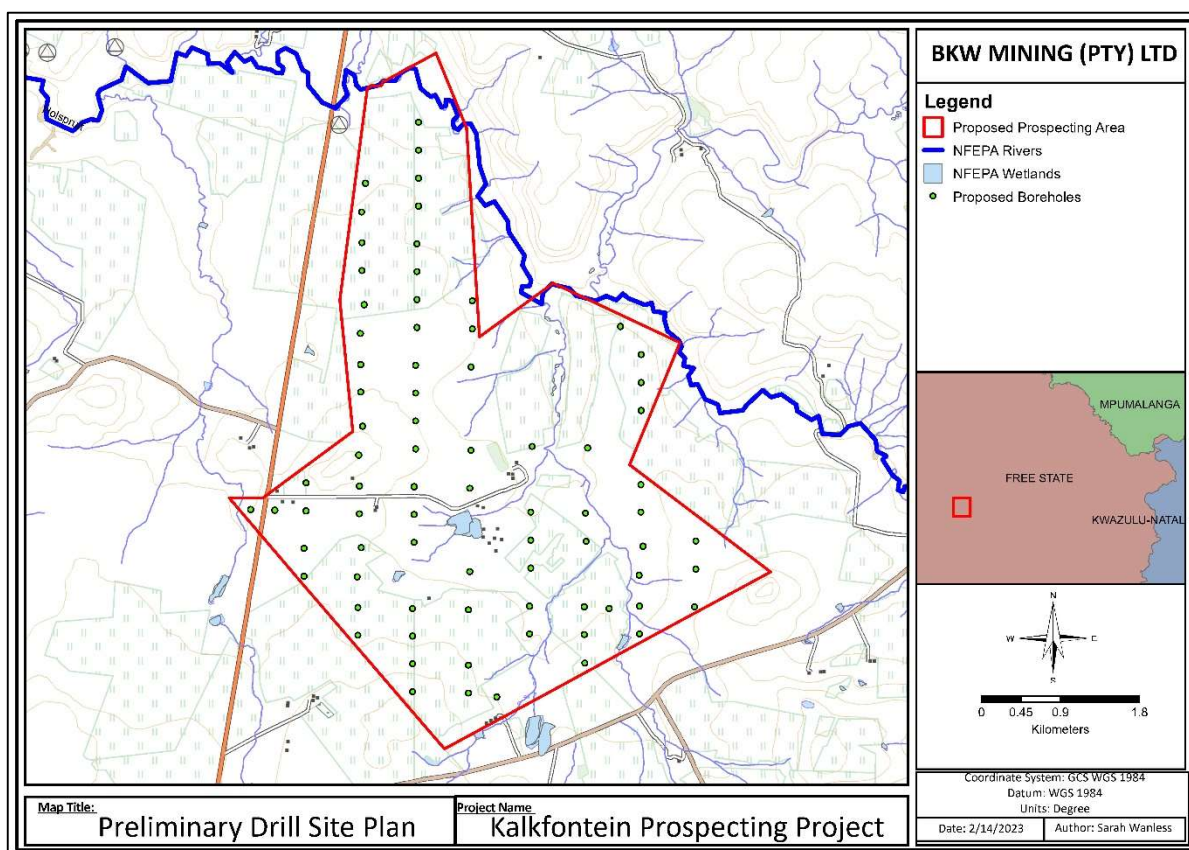 BKW MINING (PTY) LTD
Legend
Proposed Prospecting Area
NFEPA Rivers
NFEPA Wetlands
Proposed Boreholes
Holspruit
MPUMALANGA
FREE STATE
KWAZULU-NATAL
N
W E
S
0 0.45 0.9 1.8
Kilometers
Coordinate System: GCS WGS 1984
Datum: WGS 1984
Units: Degree
Date: 2/14/2023 Author: Sarah Wanless
Map Title: Preliminary Drill Site Plan
Project Name Kalkfontein Prospecting Project